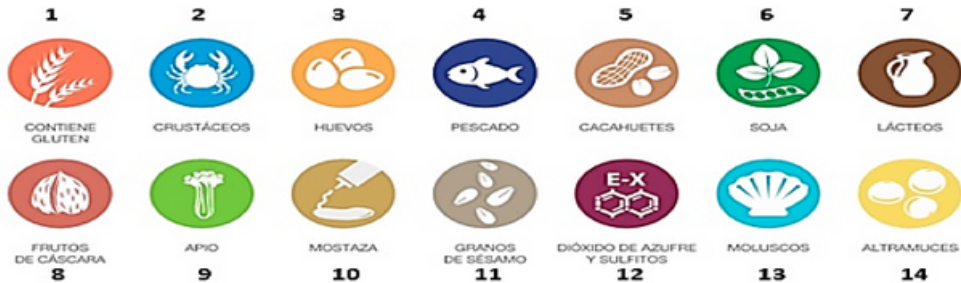 1 2 3 4 5 6 7
CONTIENE GLUTEN
CRUSTÁCEOS
HUEVOS
PESCADO
CACAHUETES
SOJA
LÁCTEOS
E-X
FRUTOS DE CÁSCARA
APIO
MOSTAZA
GRANOS DE SÉSAMO
DIÓXIDO DE AZUFRE Y SULFITOS
MOLUSCOS
ALTRAMUCES
8 9 10 11 12 13 14